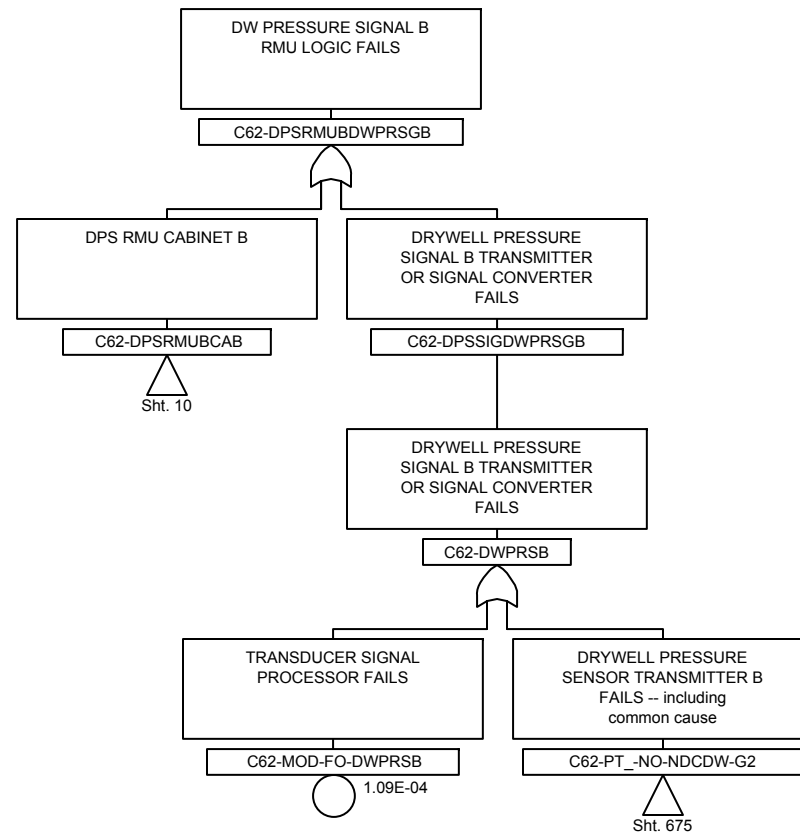 DW PRESSURE SIGNAL B
RMU LOGIC FAILS
C62-DPSRMUBDWPRSGB
DPS RMU CABINET B
C62-DPSRMUBCAB
Sht. 10
DRYWELL PRESSURE
SIGNAL B TRANSMITTER
OR SIGNAL CONVERTER
FAILS
C62-DPSSIGDWPRSGB
DRYWELL PRESSURE
SIGNAL B TRANSMITTER
OR SIGNAL CONVERTER
FAILS
C62-DWPRSB
TRANSDUCER SIGNAL
PROCESSOR FAILS
C62-MOD-FO-DWPRSB
1.09E-04
DRYWELL PRESSURE
SENSOR TRANSMITTER B
FAILS -- including
common cause
C62-PT_-NO-NDCDW-G2
Sht. 675